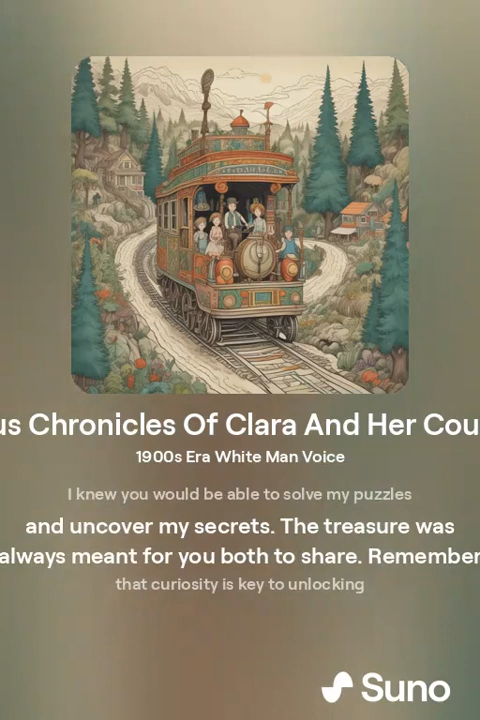 us Chronicles Of Clara And Her Cou
1900s Era White Man Voice
I knew you would be able to solve my puzzles
and uncover my secrets. The treasure was
always meant for you both to share. Remember
that curiosity is key to unlocking
Suno